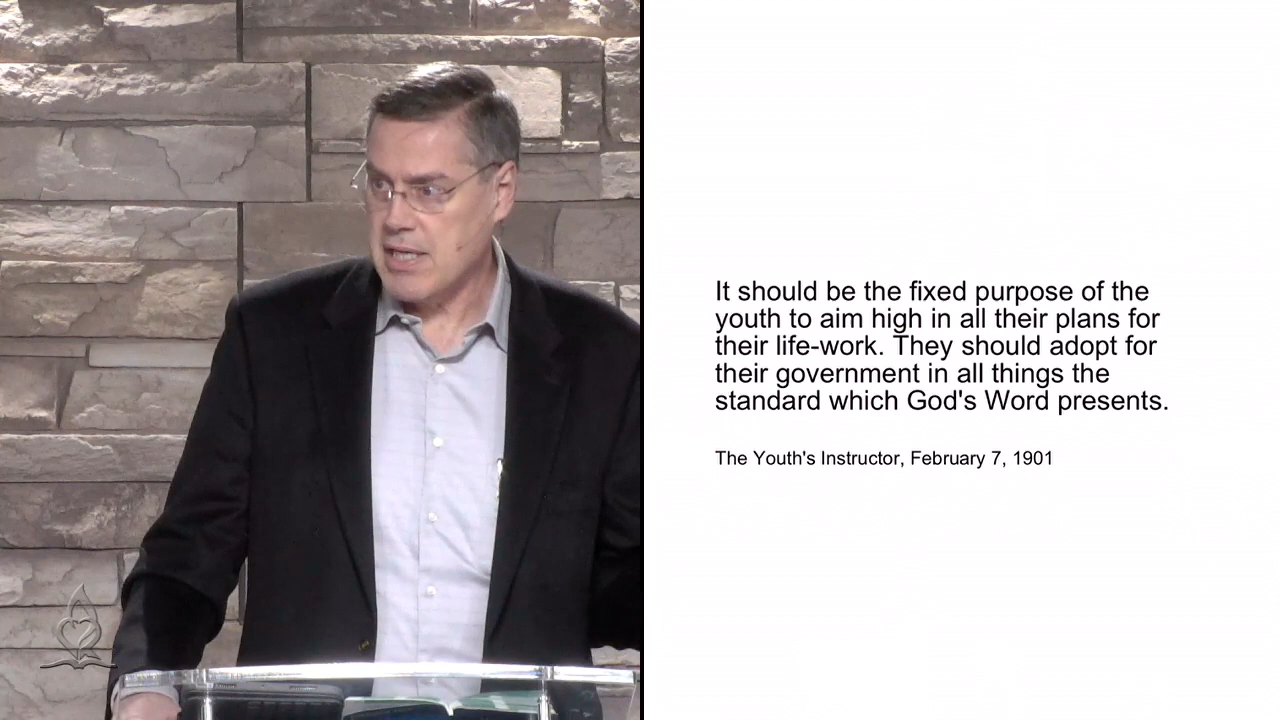 It should be the fixed purpose of the
youth to aim high in all their plans for
their life-work. They should adopt for
their government in all things the
standard which God's Word presents.
The Youth's Instructor, February 7, 1901